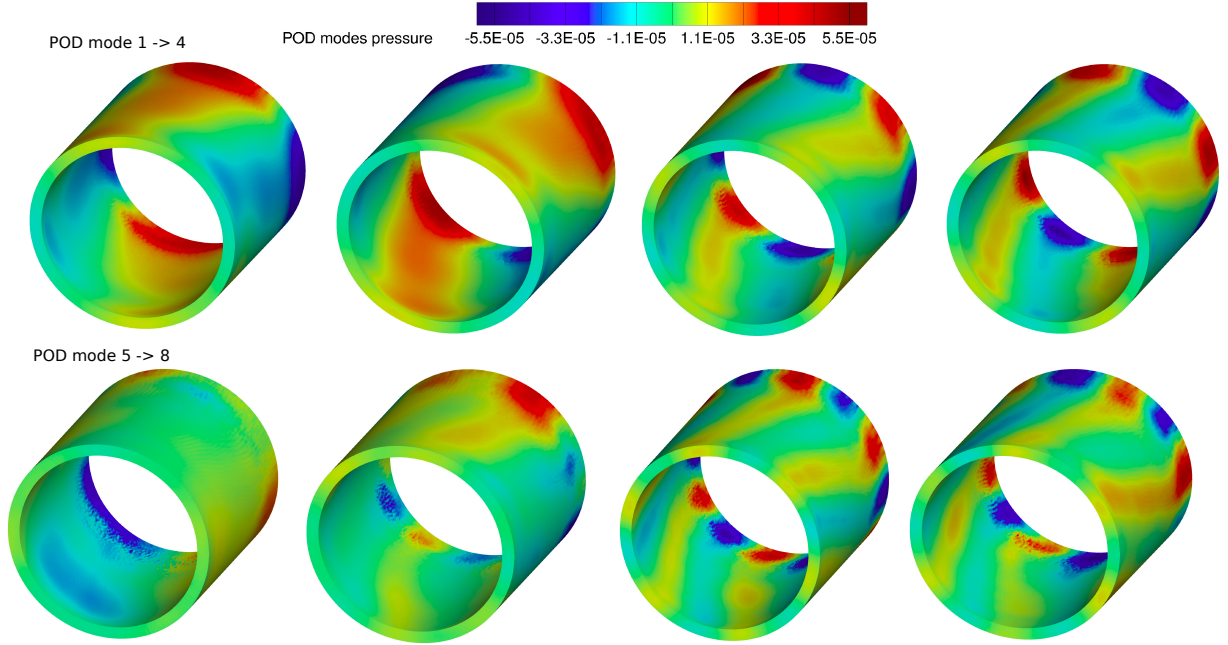 POD mode 1 -> 4
POD modes pressure
-5.5E-05 -3.3E-05 -1.1E-05 1.1E-05 3.3E-05 5.5E-05
POD mode 5 -> 8